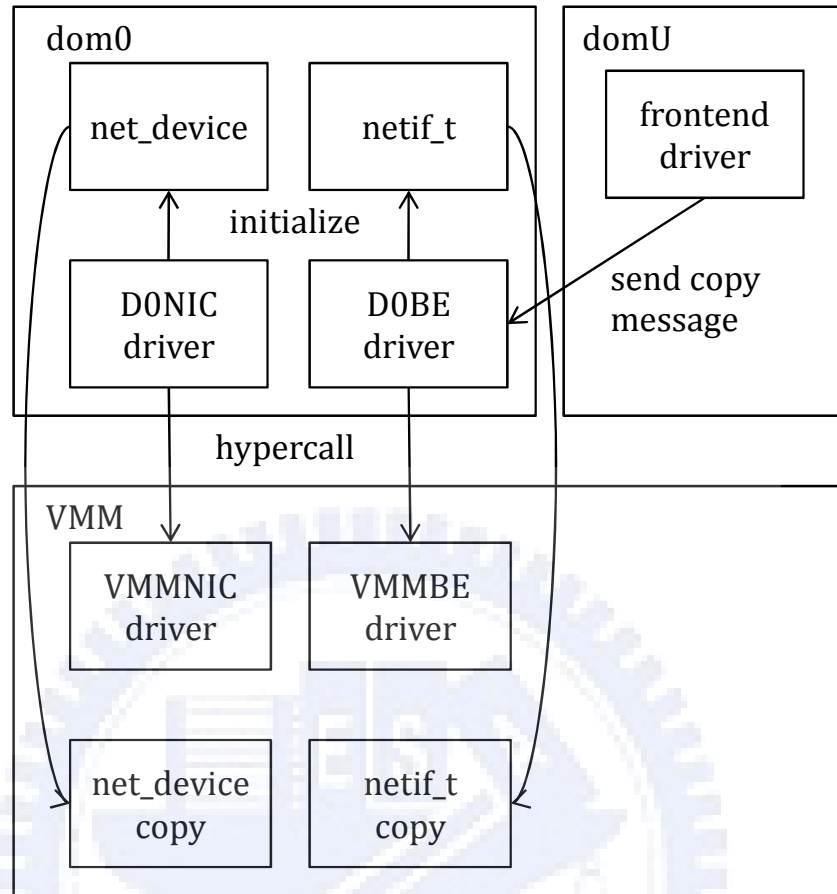 dom0
domU
net_device
netif_t
frontend
driver
initialize
D0NIC
driver
D0BE
driver
send copy
message
hypercall
VMM
VMMNIC
driver
VMMBE
driver
net_device
copy
netif_t
copy